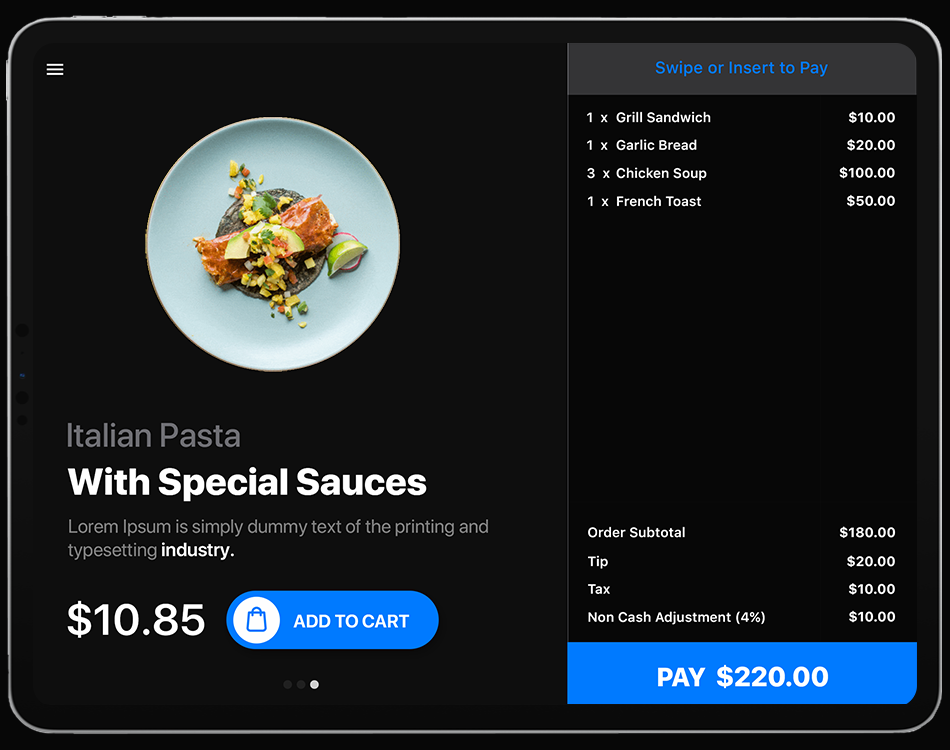 Italian Pasta
With Special Sauces
Lorem Ipsum is simply dummy text of the printing and
typesetting industry.
$10.85 ADD TO CART
Swipe or Insert to Pay
1 x Grill Sandwich $10.00
1 x Garlic Bread $20.00
3 x Chicken Soup $100.00
1 x French Toast $50.00
Order Subtotal $180.00
Tip $20.00
Tax $10.00
Non Cash Adjustment (4%) $10.00
PAY $220.00